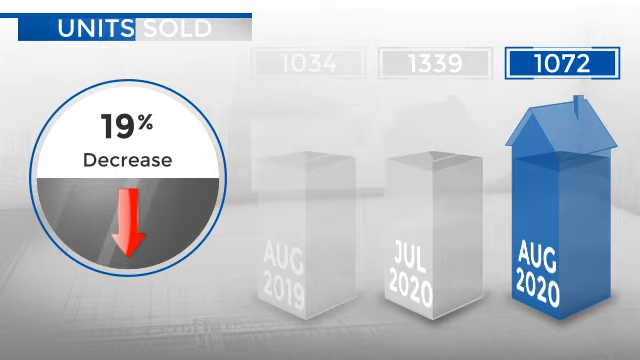 UNITS SOLD
1034
1339
1072
19%
Decrease
AUG
2019
JUL
2020
AUG
2020